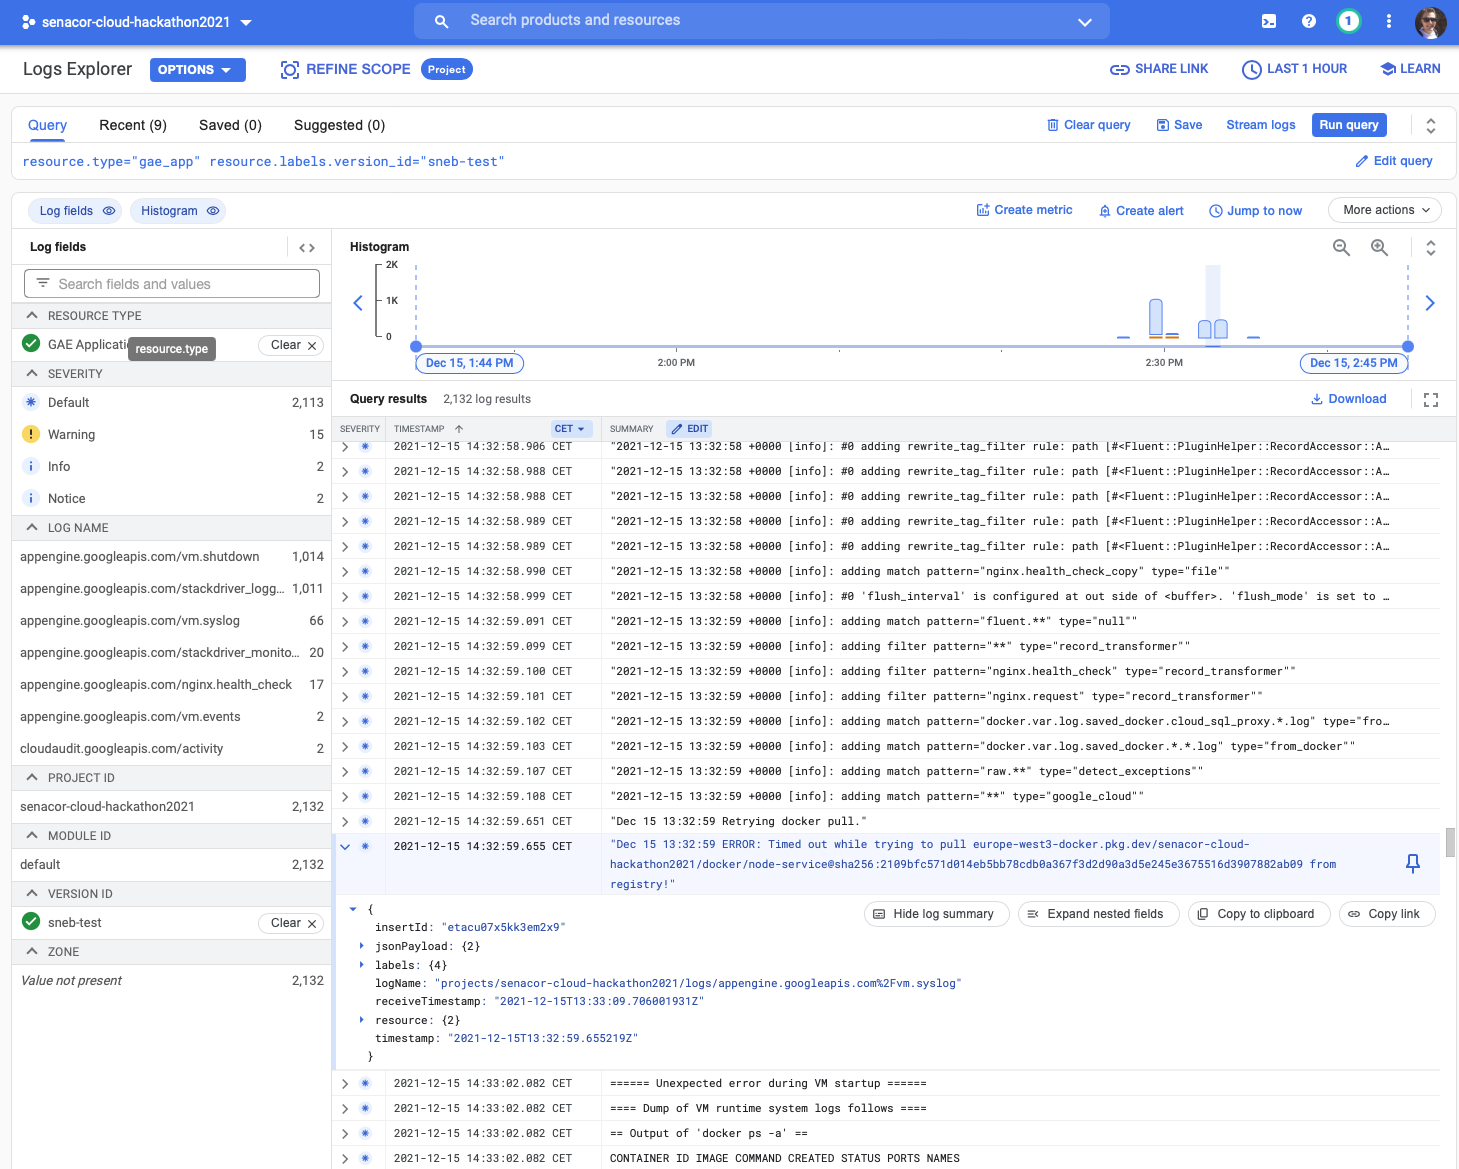 senacor-cloud-hackathon2021
Search products and resources
1
Logs Explorer
OPTIONS
REFINE SCOPE
Project
SHARE LINK
LAST 1 HOUR
LEARN
Query
Recent (9)
Saved (0)
Suggested (0)
Clear query
Save
Stream logs
Run query
resource.type="gae_app" resource.labels.version_id="sneb-test"
Edit query
Log fields
Histogram
Create metric
Create alert
Jump to now
More actions
Log fields
Search fields and values
RESOURCE TYPE
GAE Applicati
resource.type
Clear
SEVERITY
Default 2,113
Warning 15
Info 2
Notice 2
LOG NAME
appengine.googleapis.com/vm.shutdown 1,014
appengine.googleapis.com/stackdriver_logg... 1,011
appengine.googleapis.com/vm.syslog 66
appengine.googleapis.com/stackdriver_monito... 20
appengine.googleapis.com/nginx.health_check 17
appengine.googleapis.com/vm.events 2
cloudaudit.googleapis.com/activity 2
PROJECT ID
senacor-cloud-hackathon2021 2,132
MODULE ID
default 2,132
VERSION ID
sneb-test
Clear
ZONE
Value not present 2,132
Histogram
2K
1K
0
Dec 15, 1:44 PM
2:00 PM
2:30 PM
Dec 15, 2:45 PM
Query results 2,132 log results
Download
SEVERITY TIMESTAMP CET SUMMARY EDIT
2021-12-15 14:32:58.906 CET "2021-12-15 13:32:58 +0000 [info]: #0 adding rewrite_tag_filter rule: path [#<Fluent::PluginHelper::RecordAccessor::A…
2021-12-15 14:32:58.988 CET "2021-12-15 13:32:58 +0000 [info]: #0 adding rewrite_tag_filter rule: path [#<Fluent::PluginHelper::RecordAccessor::A…
2021-12-15 14:32:58.988 CET "2021-12-15 13:32:58 +0000 [info]: #0 adding rewrite_tag_filter rule: path [#<Fluent::PluginHelper::RecordAccessor::A…
2021-12-15 14:32:58.989 CET "2021-12-15 13:32:58 +0000 [info]: #0 adding rewrite_tag_filter rule: path [#<Fluent::PluginHelper::RecordAccessor::A…
2021-12-15 14:32:58.989 CET "2021-12-15 13:32:58 +0000 [info]: #0 adding rewrite_tag_filter rule: path [#<Fluent::PluginHelper::RecordAccessor::A…
2021-12-15 14:32:58.990 CET "2021-12-15 13:32:58 +0000 [info]: adding match pattern="nginx.health_check_copy" type="file""
2021-12-15 14:32:58.999 CET "2021-12-15 13:32:58 +0000 [info]: #0 'flush_interval' is configured at out side of <buffer>. 'flush_mode' is set to …
2021-12-15 14:32:59.091 CET "2021-12-15 13:32:59 +0000 [info]: adding match pattern="fluent.**" type="null""
2021-12-15 14:32:59.099 CET "2021-12-15 13:32:59 +0000 [info]: adding filter pattern="**" type="record_transformer""
2021-12-15 14:32:59.100 CET "2021-12-15 13:32:59 +0000 [info]: adding filter pattern="nginx.health_check" type="record_transformer""
2021-12-15 14:32:59.101 CET "2021-12-15 13:32:59 +0000 [info]: adding filter pattern="nginx.request" type="record_transformer""
2021-12-15 14:32:59.102 CET "2021-12-15 13:32:59 +0000 [info]: adding match pattern="docker.var.log.saved_docker.cloud_sql_proxy.*.log" type="fro…
2021-12-15 14:32:59.103 CET "2021-12-15 13:32:59 +0000 [info]: adding match pattern="docker.var.log.saved_docker.*.*.log" type="from_docker""
2021-12-15 14:32:59.107 CET "2021-12-15 13:32:59 +0000 [info]: adding match pattern="raw.**" type="detect_exceptions""
2021-12-15 14:32:59.108 CET "2021-12-15 13:32:59 +0000 [info]: adding match pattern="**" type="google_cloud""
2021-12-15 14:32:59.651 CET "Dec 15 13:32:59 Retrying docker pull."
2021-12-15 14:32:59.655 CET "Dec 15 13:32:59 ERROR: Timed out while trying to pull europe-west3-docker.pkg.dev/senacor-cloud-
hackathon2021/docker/node-service@sha256:2109bfc571d014eb5bb78cdb0a367f3d2d90a3d5e245e3675516d3907882ab09 from
registry!"
Hide log summary
Expand nested fields
Copy to clipboard
Copy link
{
insertId: "etacu07x5kk3em2x9"
jsonPayload: {2}
labels: {4}
logName: "projects/senacor-cloud-hackathon2021/logs/appengine.googleapis.com%2Fvm.syslog"
receiveTimestamp: "2021-12-15T13:33:09.706001931Z"
resource: {2}
timestamp: "2021-12-15T13:32:59.655219Z"
}
2021-12-15 14:33:02.082 CET ====== Unexpected error during VM startup ======
2021-12-15 14:33:02.082 CET ==== Dump of VM runtime system logs follows ====
2021-12-15 14:33:02.082 CET == Output of 'docker ps -a' ==
2021-12-15 14:33:02.082 CET CONTAINER ID IMAGE COMMAND CREATED STATUS PORTS NAMES